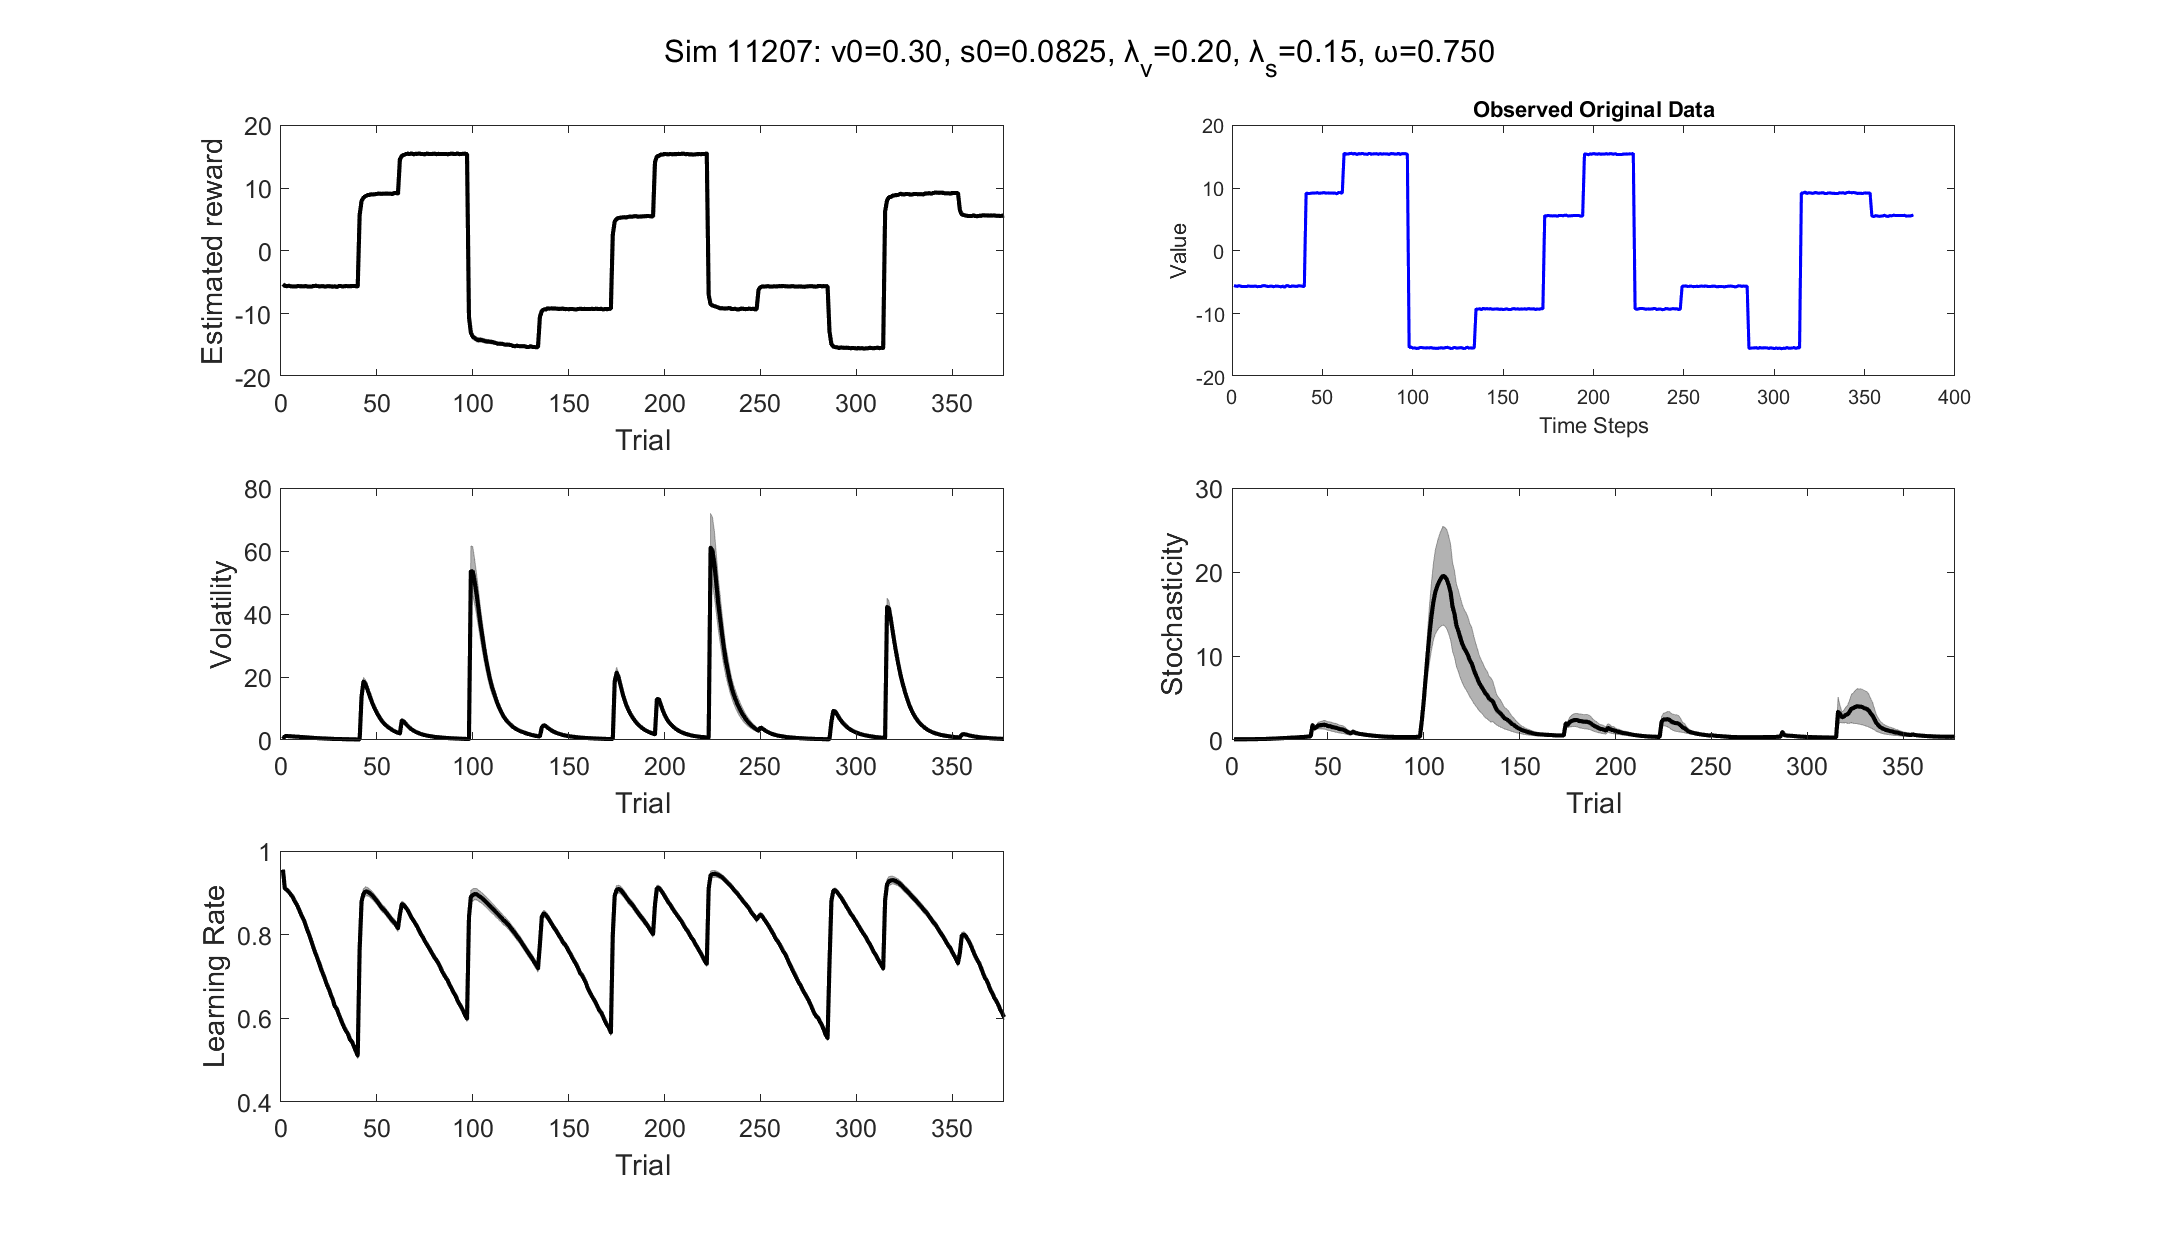 Sim 11207: v0=0.30, s0=0.0825, λv=0.20, λs=0.15, ω=0.750
20
10
0
-10
-20
Estimated reward
0 50 100 150 200 250 300 350
Trial
Observed Original Data
20
10
0
-10
-20
Value
0 50 100 150 200 250 300 350 400
Time Steps
80
60
40
20
0
Volatility
0 50 100 150 200 250 300 350
Trial
30
20
10
0
Stochasticity
0 50 100 150 200 250 300 350
Trial
1
0.8
0.6
0.4
Learning Rate
0 50 100 150 200 250 300 350
Trial